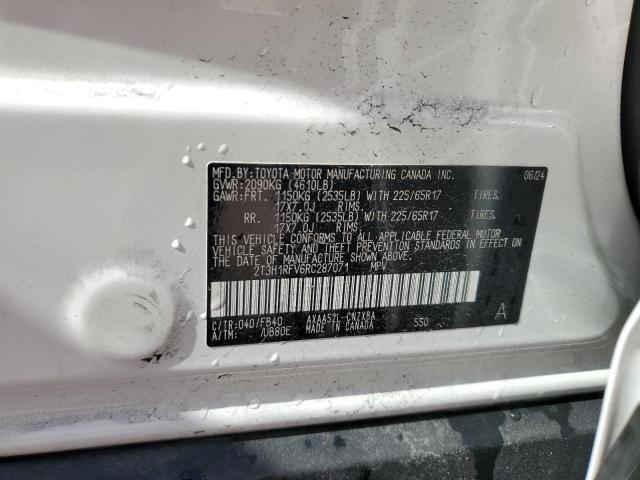 MFD.BY:TOYOTA MOTOR MANUFACTURING CANADA INC. 06/24
GVWR:2090KG (4610LB)
GAWR:FRT. 1150KG (2535LB) WITH 225/65R17 TIRES,
17X7.0J RIMS.
RR. 1150KG (2535LB) WITH 225/65R17 TIRES,
17X7.0J RIMS.
THIS VEHICLE CONFORMS TO ALL APPLICABLE FEDERAL MOTOR
VEHICLE SAFETY STANDARDS IN EFFECT ON THE DATE OF
MANUFACTURE SHOWN ABOVE.
2T3H1RFV6RC287071 MPV
C/TR:040/FB40 AXAA52L-CNZXBA 550 A
A/TM: /UB80E MADE IN CANADA